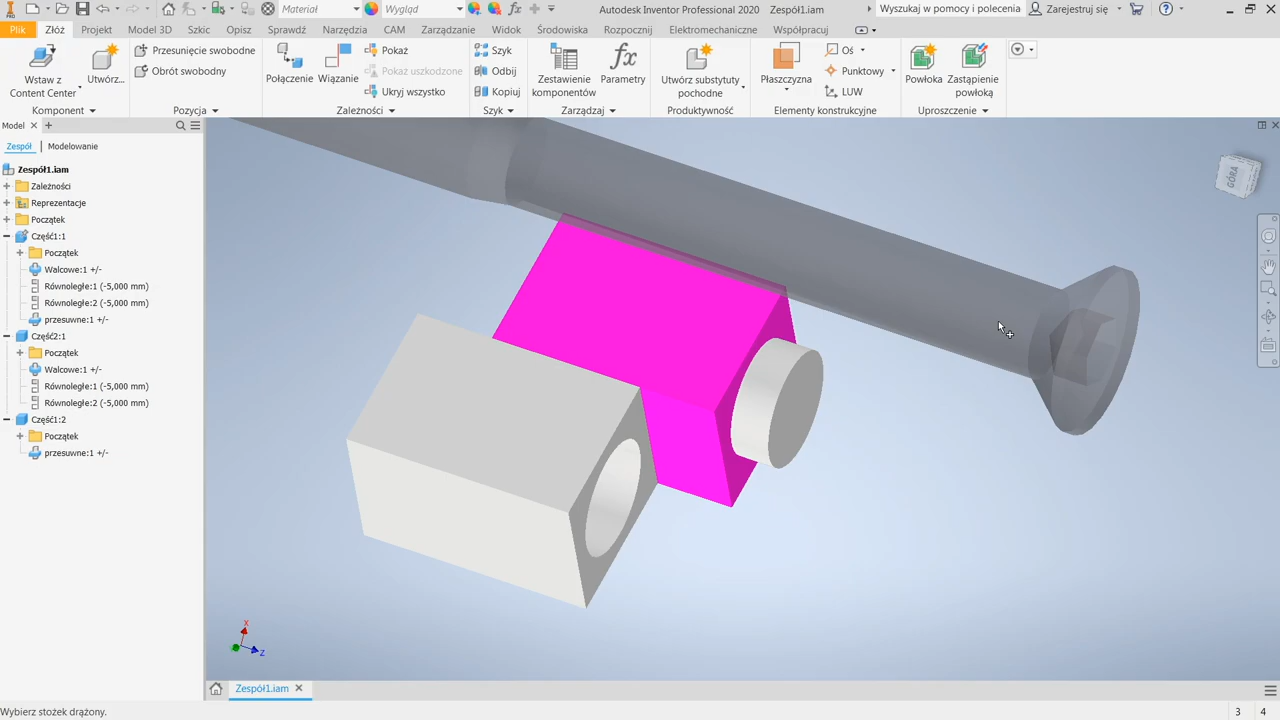 PRO
Materiał
Wygląd
fx
Autodesk Inventor Professional 2020 Zespół1.iam
Wyszukaj w pomocy i polecenia
Zarejestruj się
Plik Złóż Projekt Model 3D Szkic Opis Sprawdź Narzędzia CAM Zarządzanie Widok Środowiska Rozpocznij Elektromechaniczne Współpracuj
Wstaw z
Content Center
Utwórz...
Przesunięcie swobodne
Obrót swobodny
Połączenie
Wiązanie
Pokaż
Pokaż uszkodzone
Ukryj wszystko
Szyk
Odbij
Kopiuj
Zestawienie
komponentów
fx
Parametry
Utwórz substytuty
pochodne
Płaszczyzna
Oś
Punktowy
LUW
Powłoka
Zastąpienie
powłoką
Komponent Pozycja Zależności Szyk Zarządzaj Produktywność Elementy konstrukcyjne Uproszczenie
Model
Zespół Modelowanie
Zespół1.iam
Zależności
Reprezentacje
Początek
Część1:1
Początek
Walcowe:1 +/-
Równoległe:1 (-5,000 mm)
Równoległe:2 (-5,000 mm)
przesuwne:1 +/-
Część2:1
Początek
Walcowe:1 +/-
Równoległe:1 (-5,000 mm)
Równoległe:2 (-5,000 mm)
Część1:2
Początek
przesuwne:1 +/-
GÓRA
X
Z
Zespół1.iam
Wybierz stożek drążony.
3 4